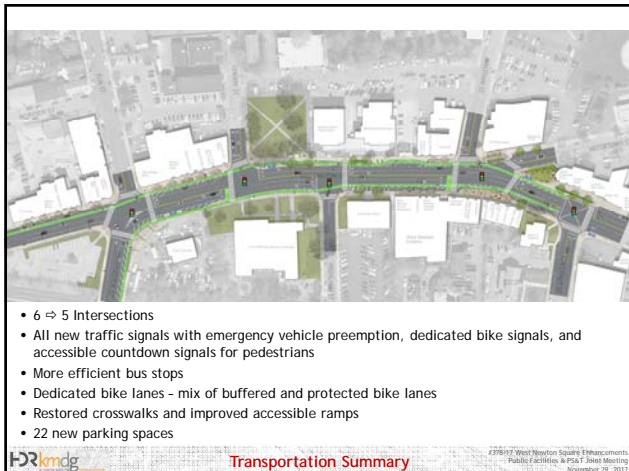 • 6 ⇨ 5 Intersections
• All new traffic signals with emergency vehicle preemption, dedicated bike signals, and
accessible countdown signals for pedestrians
• More efficient bus stops
• Dedicated bike lanes - mix of buffered and protected bike lanes
• Restored crosswalks and improved accessible ramps
• 22 new parking spaces
HDR kmdg
Transportation Summary
#378-17 West Newton Square Enhancements
Public Facilities & PS&T Joint Meeting
November 29, 2017